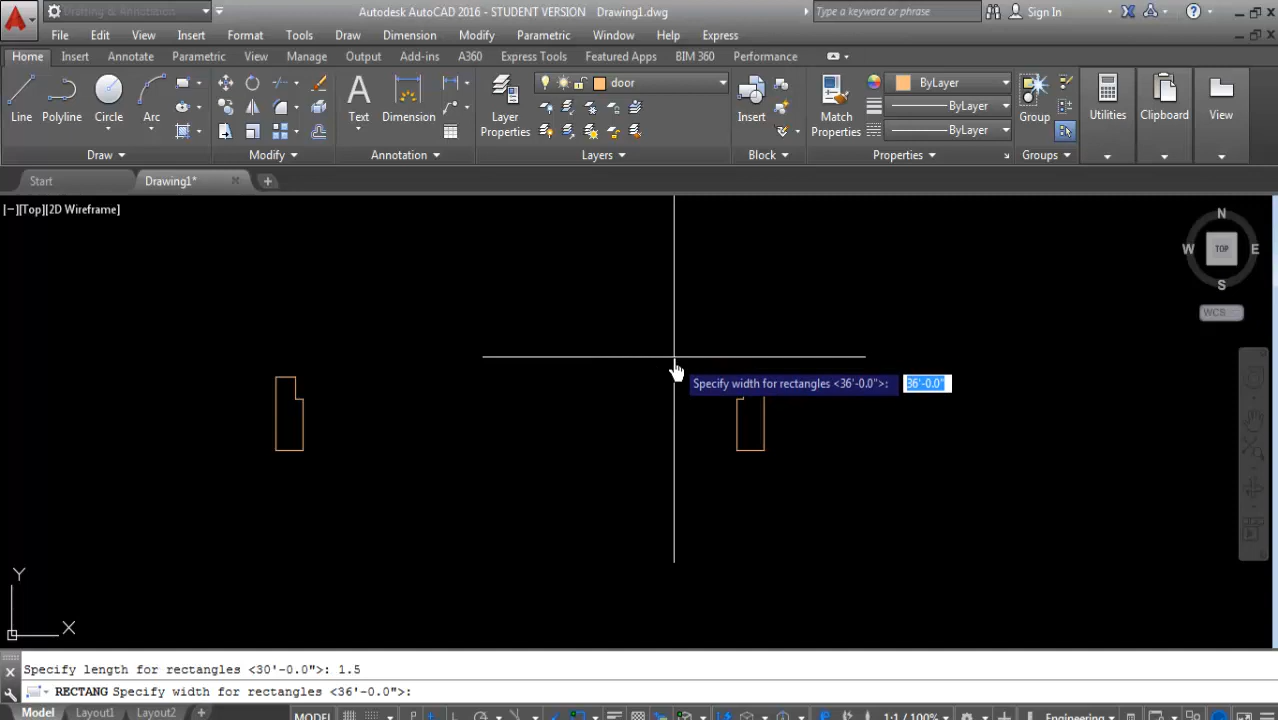 Drafting & Annotation
Autodesk AutoCAD 2016 - STUDENT VERSION Drawing1.dwg
Type a keyword or phrase
Sign In
File Edit View Insert Format Tools Draw Dimension Modify Parametric Window Help Express
Home Insert Annotate Parametric View Manage Output Add-ins A360 Express Tools Featured Apps BIM 360 Performance
door
ByLayer
ByLayer
ByLayer
Line Polyline Circle Arc
Text Dimension
Layer Properties
Insert
Match Properties
Group
Utilities
Clipboard
View
Draw Modify Annotation Layers Block Properties Groups
Start Drawing1*
[−][Top][2D Wireframe]
N
W TOP E
S
WCS
Specify width for rectangles <36'-0.0">: 36'-0.0"
Y
X
Specify length for rectangles <30'-0.0">: 1.5
RECTANG Specify width for rectangles <36'-0.0">:
Model Layout1 Layout2
MODEL 1:1 / 100% Engineering